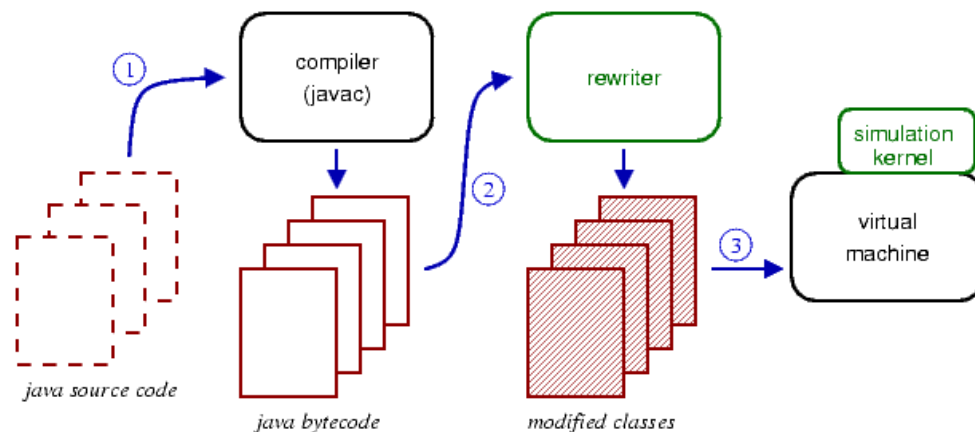 1
compiler
(javac)
rewriter
simulation
kernel
2
virtual
machine
3
java source code
java bytecode
modified classes